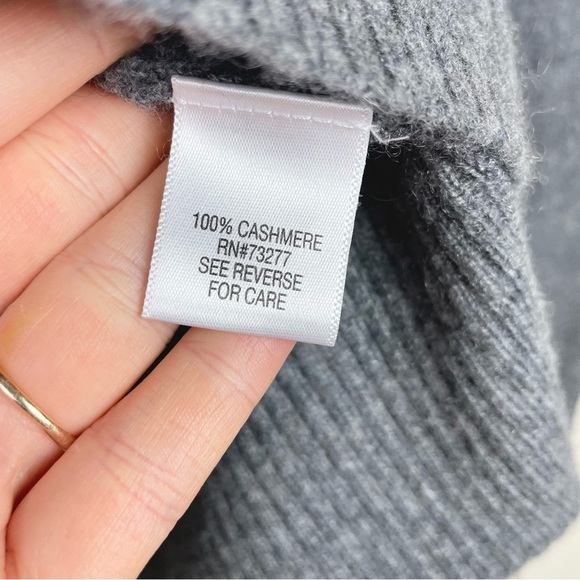 100% CASHMERE
RN#73277
SEE REVERSE
FOR CARE